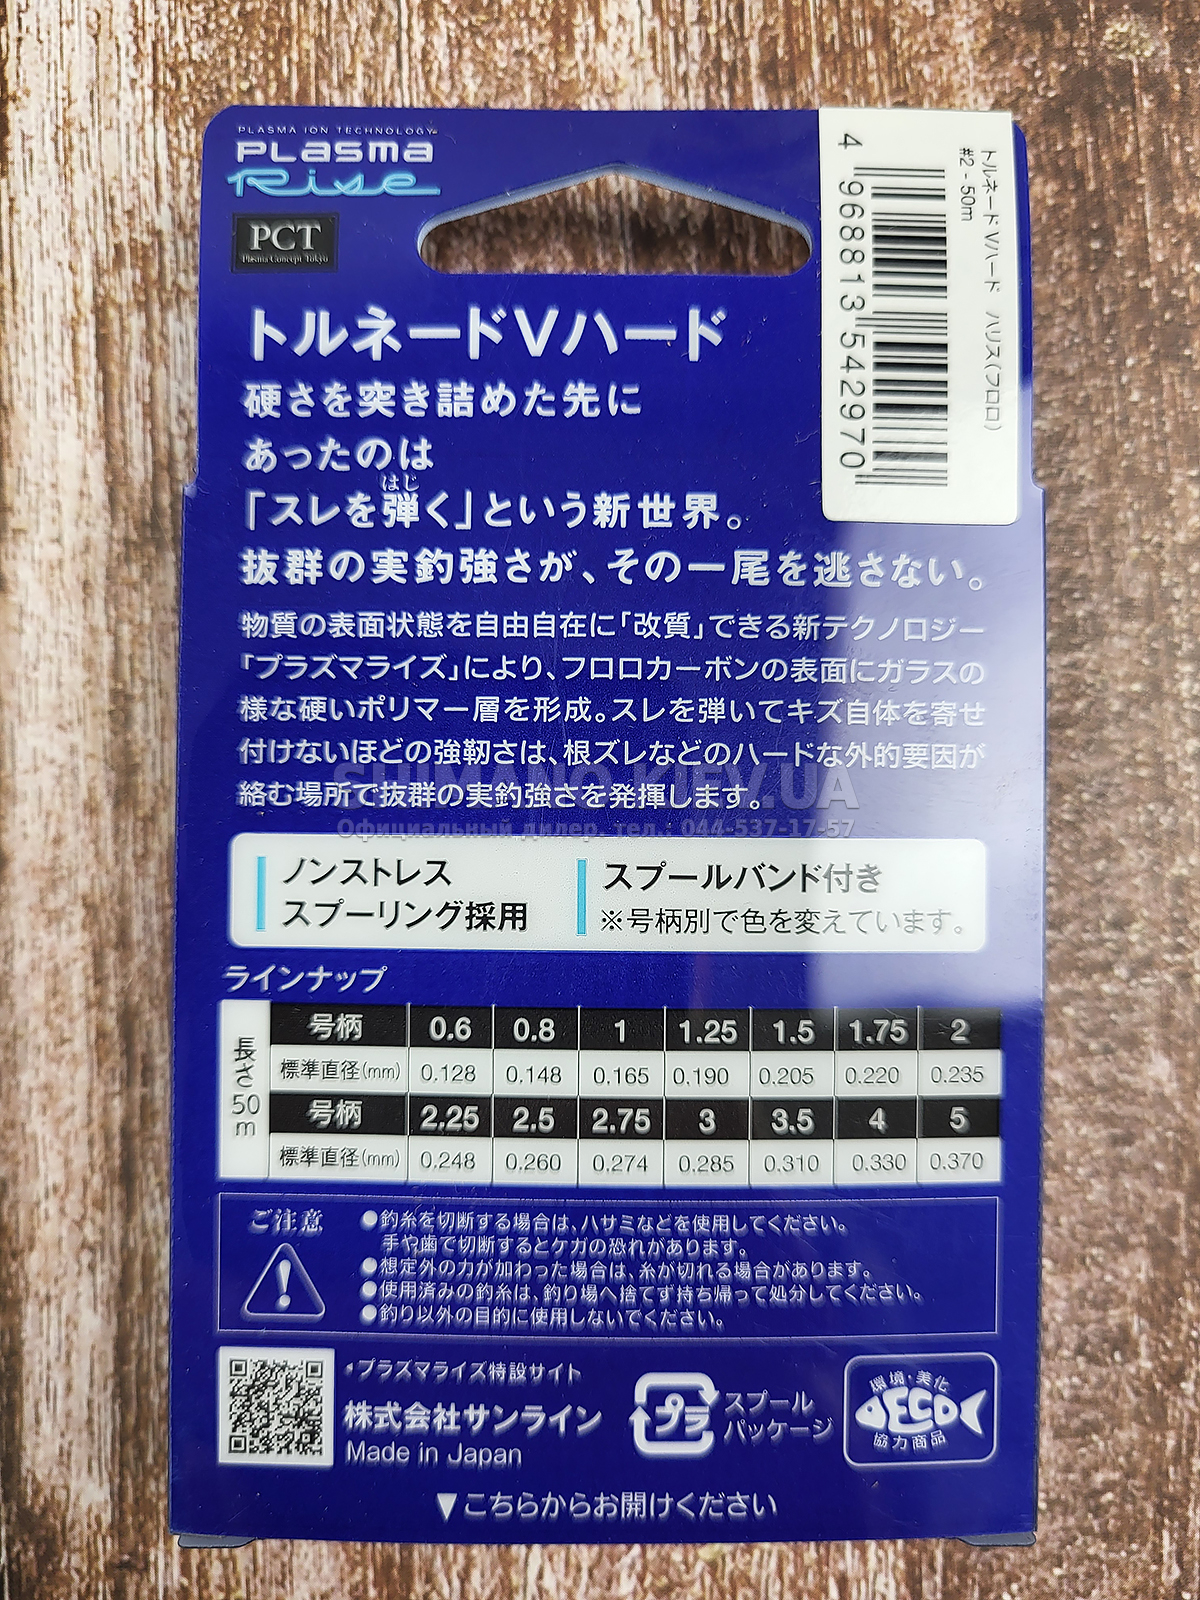 PLASMA ION TECHNOLOGY
PLasma
Rise
PCT
Plasma Concept Tokyo
トルネードVハード ハリス(フロロ)
#2 - 50m
4 968813 542970
トルネードVハード
硬さを突き詰めた先に
あったのは
はじ
「スレを弾く」という新世界。
抜群の実釣強さが、その一尾を逃さない。
物質の表面状態を自由自在に「改質」できる新テクノロジー
「プラズマライズ」により、フロロカーボンの表面にガラスの
様な硬いポリマー層を形成。スレを弾いてキズ自体を寄せ
付けないほどの強靭さは、根ズレなどのハードな外的要因が
絡む場所で抜群の実釣強さを発揮します。
SHIMANO.KIEV.UA
Официальный дилер, тел.: 044-537-17-57
ノンストレス
スプーリング採用
スプールバンド付き
※号柄別で色を変えています。
ラインナップ
長さ50m
号柄 0.6 0.8 1 1.25 1.5 1.75 2
標準直径(mm) 0.128 0.148 0.165 0.190 0.205 0.220 0.235
号柄 2.25 2.5 2.75 3 3.5 4 5
標準直径(mm) 0.248 0.260 0.274 0.285 0.310 0.330 0.370
ご注意
●釣糸を切断する場合は、ハサミなどを使用してください。
手や歯で切断するとケガの恐れがあります。
●想定外の力が加わった場合は、糸が切れる場合があります。
●使用済みの釣糸は、釣り場へ捨てず持ち帰って処分してください。
●釣り以外の目的に使用しないでください。
プラズマライズ特設サイト
株式会社サンライン
Made in Japan
プラ
スプール
パッケージ
環境・美化
DECO
協力商品
▼こちらからお開けください